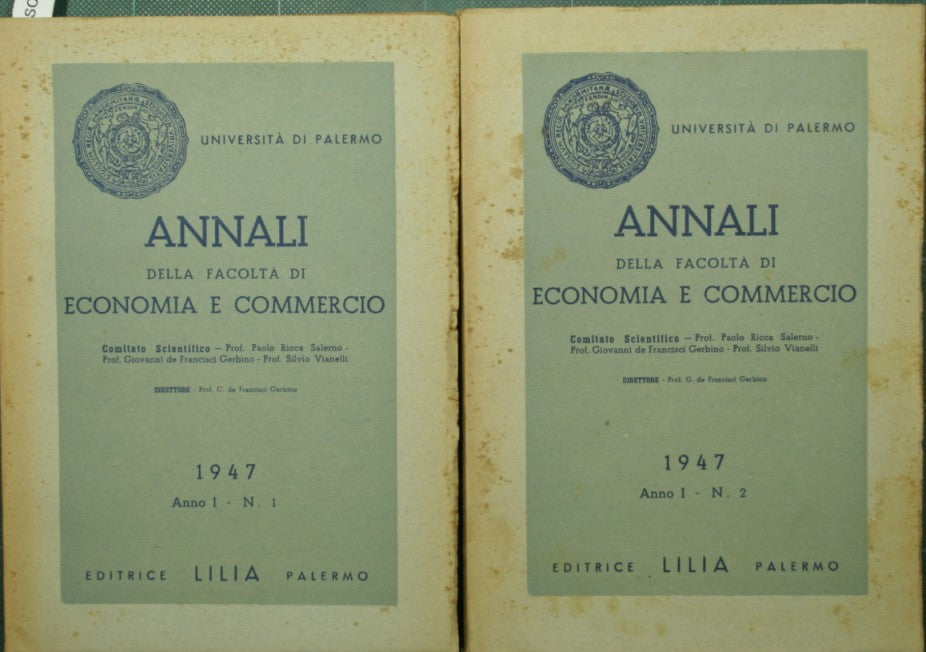 UNIVERSITÀ DI PALERMO
ANNALI
DELLA FACOLTÀ DI
ECONOMIA E COMMERCIO
Comitato Scientifico — Prof. Paolo Ricca Salerno -
Prof. Giovanni de Francisci Gerbino - Prof. Silvio Vianelli
DIRETTORE - Prof. G. de Francisci Gerbino
1947
Anno I - N. 1
EDITRICE LILIA PALERMO
UNIVERSITÀ DI PALERMO
ANNALI
DELLA FACOLTÀ DI
ECONOMIA E COMMERCIO
Comitato Scientifico — Prof. Paolo Ricca Salerno -
Prof. Giovanni de Francisci Gerbino - Prof. Silvio Vianelli
DIRETTORE - Prof. G. de Francisci Gerbino
1947
Anno I - N. 2
EDITRICE LILIA PALERMO